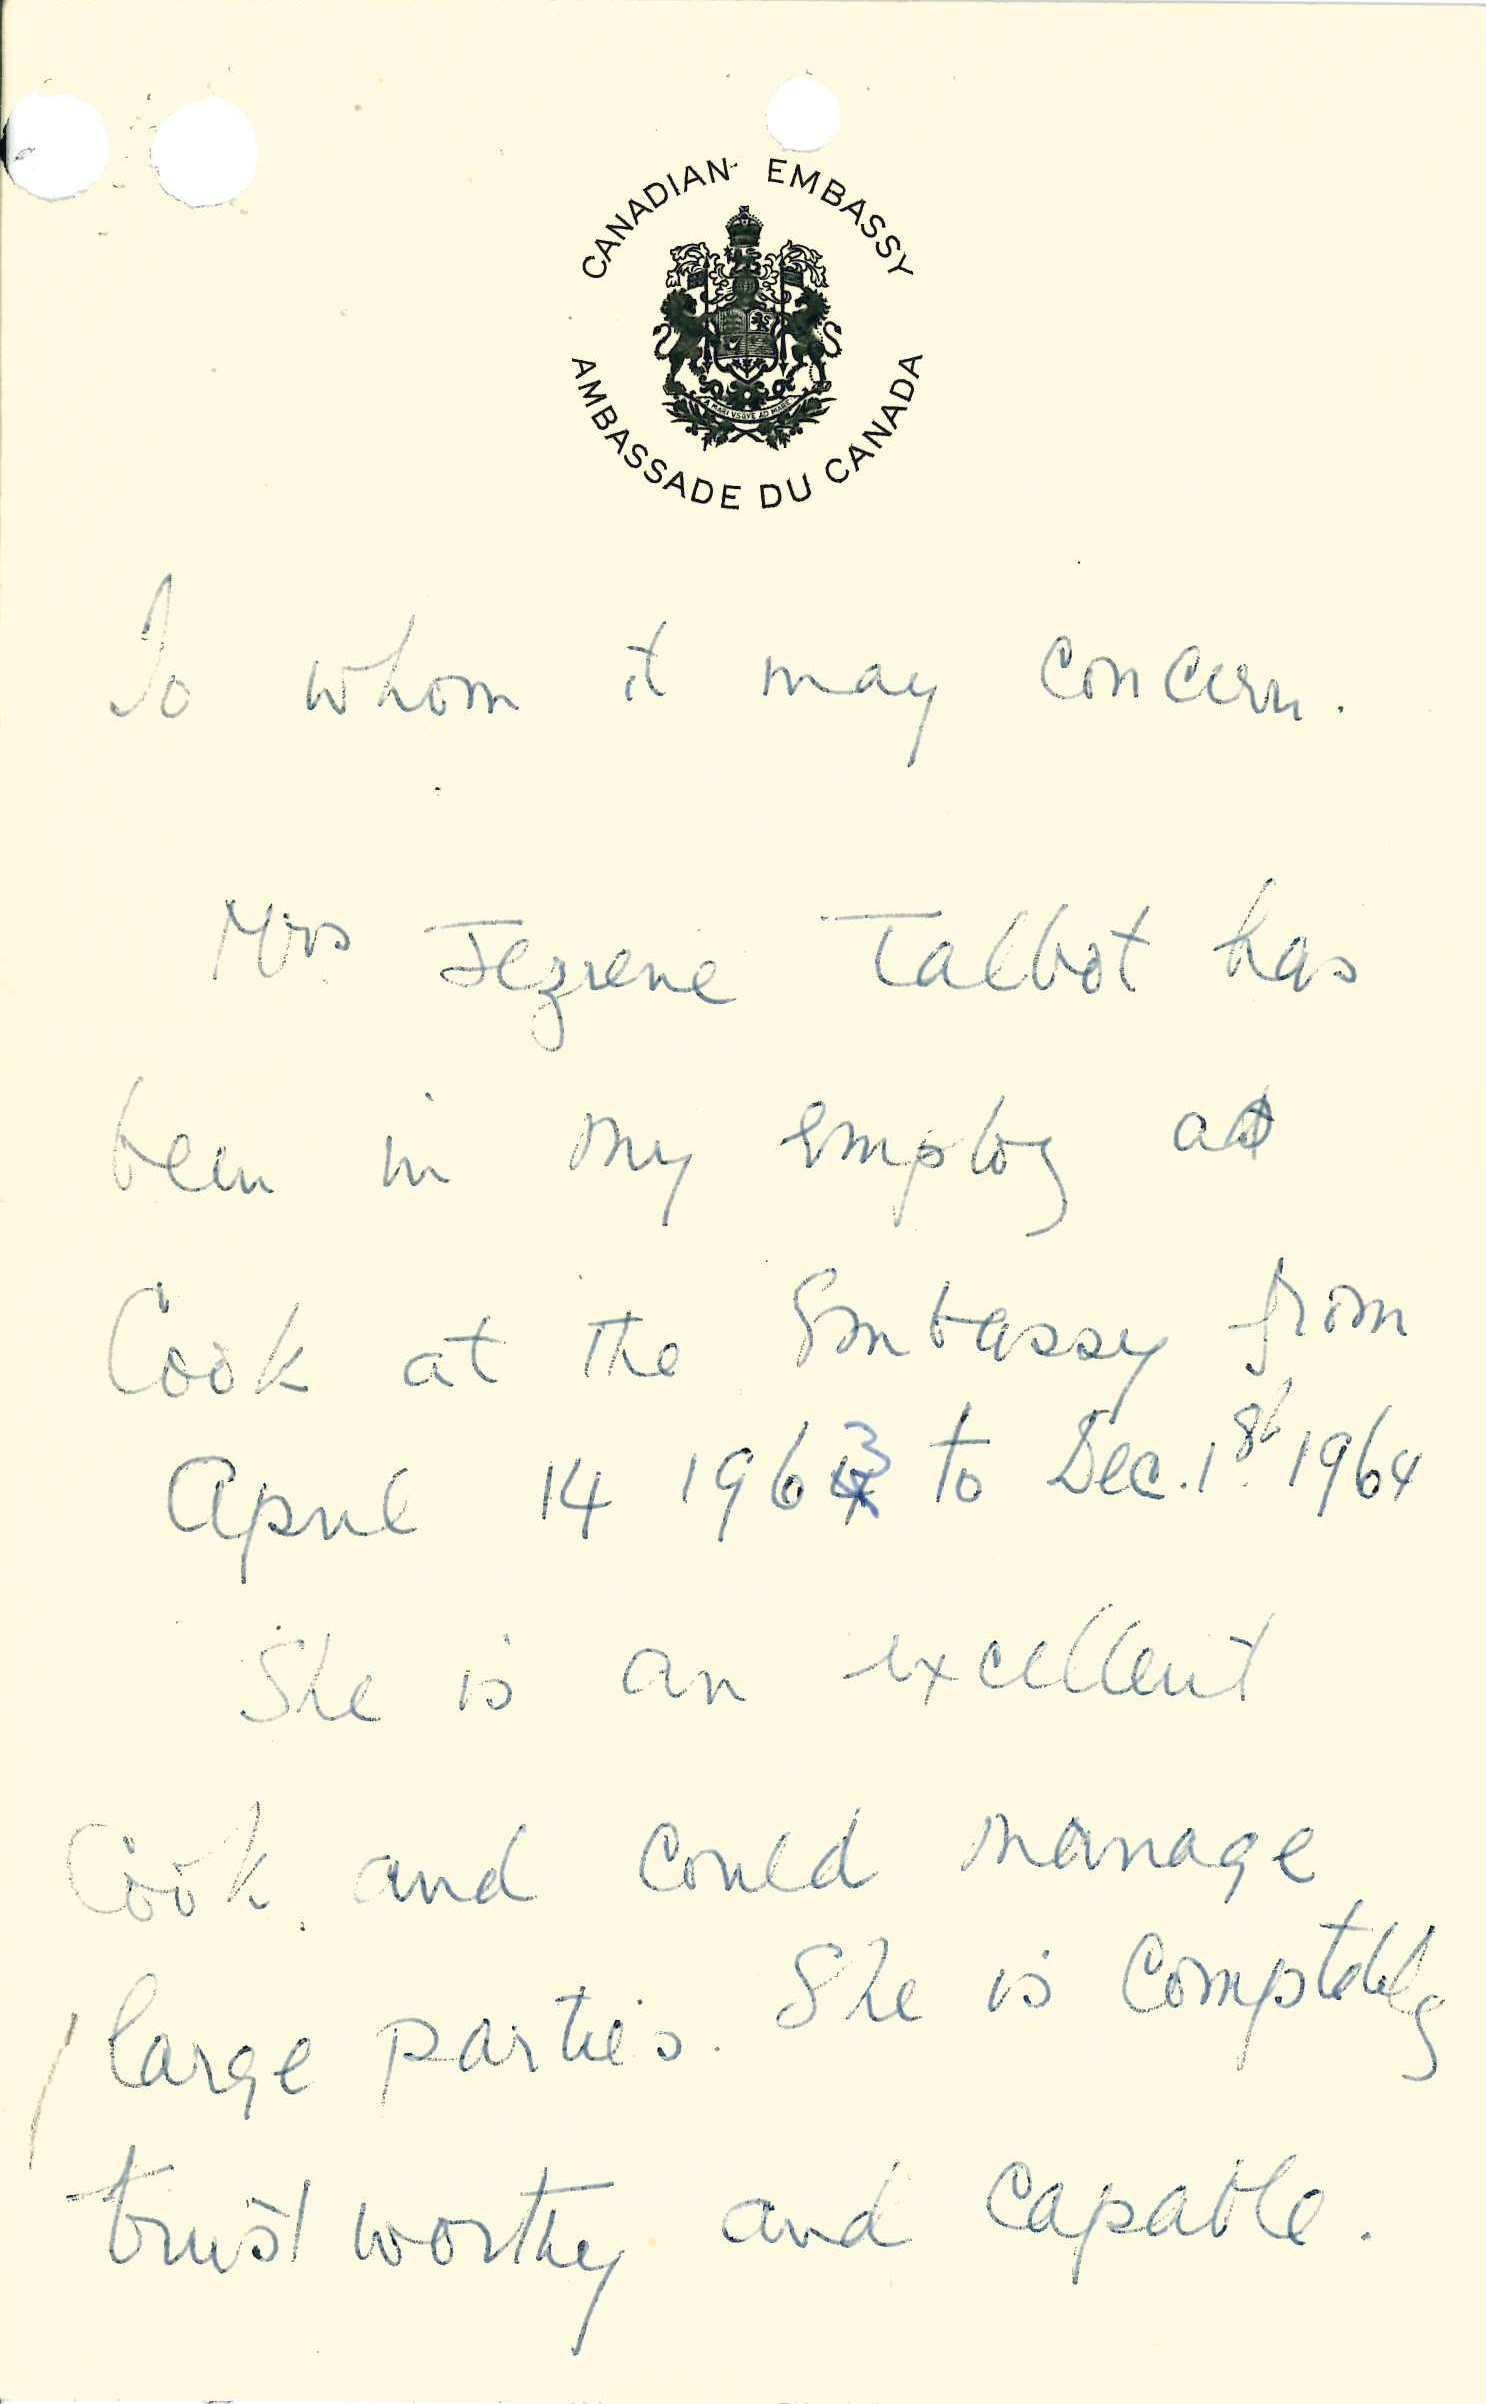 CANADIAN EMBASSY
A MARI VSQVE AD MARE
AMBASSADE DU CANADA
To whom it may concern.
Mrs Jezrene Talbot has
been in my employ as
Cook at the Embassy from
April 14 1963 to Dec. 18th 1964
She is an excellent
Cook and could manage
large parties. She is completely
trustworthy and capable.